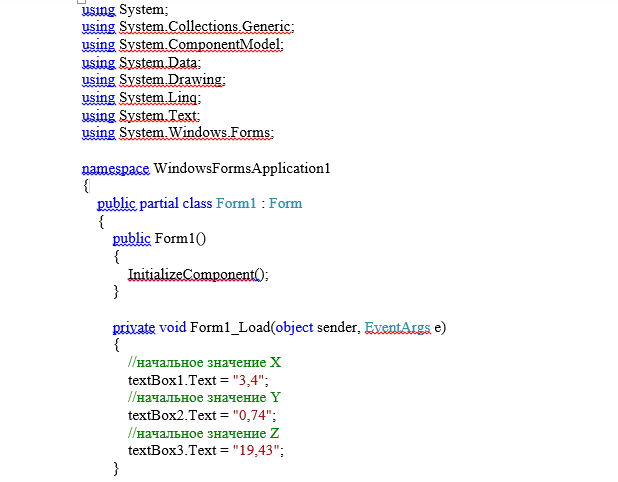 using System;
using System.Collections.Generic;
using System.ComponentModel;
using System.Data;
using System.Drawing;
using System.Linq;
using System.Text;
using System.Windows.Forms;
namespace WindowsFormsApplication1
{
public partial class Form1 : Form
{
public Form1()
{
InitializeComponent();
}
private void Form1_Load(object sender, EventArgs e)
{
//начальное значение X
textBox1.Text = "3,4";
//начальное значение Y
textBox2.Text = "0,74";
//начальное значение Z
textBox3.Text = "19,43";
}